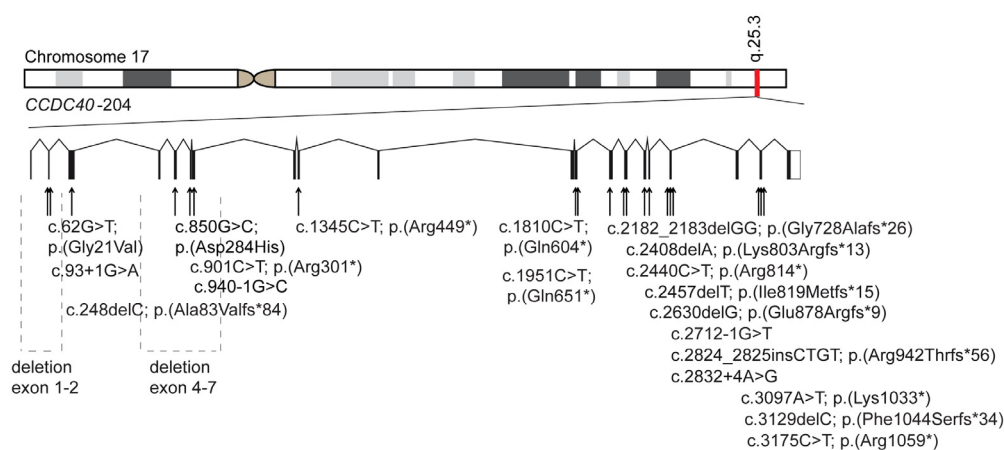 q.25.3
Chromosome 17
CCDC40-204
c.62G>T;
p.(Gly21Val)
c.93+1G>A
c.248delC; p.(Ala83Valfs*84)
c.850G>C;
p.(Asp284His)
c.901C>T; p.(Arg301*)
c.940-1G>C
c.1345C>T; p.(Arg449*)
c.1810C>T;
p.(Gln604*)
c.1951C>T;
p.(Gln651*)
c.2182_2183delGG; p.(Gly728Alafs*26)
c.2408delA; p.(Lys803Argfs*13)
c.2440C>T; p.(Arg814*)
c.2457delT; p.(Ile819Metfs*15)
c.2630delG; p.(Glu878Argfs*9)
c.2712-1G>T
c.2824_2825insCTGT; p.(Arg942Thrfs*56)
c.2832+4A>G
c.3097A>T; p.(Lys1033*)
c.3129delC; p.(Phe1044Serfs*34)
c.3175C>T; p.(Arg1059*)
deletion
exon 1-2
deletion
exon 4-7